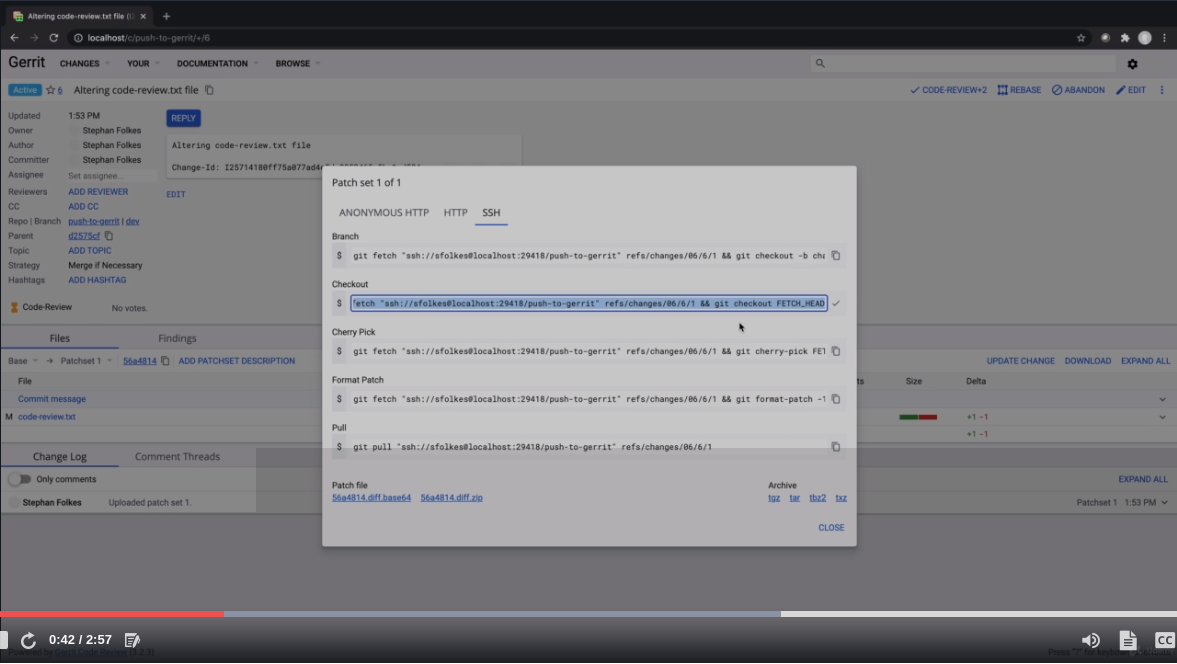 Altering code-review.txt file (
localhost/c/push-to-gerrit/+/6
Gerrit CHANGES YOUR DOCUMENTATION BROWSE
Active 6 Altering code-review.txt file CODE-REVIEW+2 REBASE ABANDON EDIT
Updated 1:53 PM REPLY
Owner Stephan Folkes
Author Stephan Folkes Altering code-review.txt file
Committer Stephan Folkes
Assignee Set assignee... Change-Id: I25714180ff75a077ad4
Reviewers ADD REVIEWER EDIT
CC ADD CC
Repo | Branch push-to-gerrit | dev
Parent d2575cf
Topic ADD TOPIC
Strategy Merge if Necessary
Hashtags ADD HASHTAG
Code-Review No votes.
Patch set 1 of 1
ANONYMOUS HTTP HTTP SSH
Branch
$ git fetch "ssh://sfolkes@localhost:29418/push-to-gerrit" refs/changes/06/6/1 && git checkout -b cha
Checkout
$ fetch "ssh://sfolkes@localhost:29418/push-to-gerrit" refs/changes/06/6/1 && git checkout FETCH_HEAD
Cherry Pick
$ git fetch "ssh://sfolkes@localhost:29418/push-to-gerrit" refs/changes/06/6/1 && git cherry-pick FET
Format Patch
$ git fetch "ssh://sfolkes@localhost:29418/push-to-gerrit" refs/changes/06/6/1 && git format-patch -1
Pull
$ git pull "ssh://sfolkes@localhost:29418/push-to-gerrit" refs/changes/06/6/1
Patch file Archive
56a4814.diff.base64 56a4814.diff.zip tgz tar tbz2 txz
CLOSE
Files Findings
Base → Patchset 1 56a4814 ADD PATCHSET DESCRIPTION UPDATE CHANGE DOWNLOAD EXPAND ALL
File ts Size Delta
Commit message
M code-review.txt +1 -1
+1 -1
Change Log Comment Threads
Only comments EXPAND ALL
Stephan Folkes Uploaded patch set 1. Patchset 1 1:53 PM
0:42 / 2:57 CC
Powered by Gerrit Code Review Press "?" for keyboard